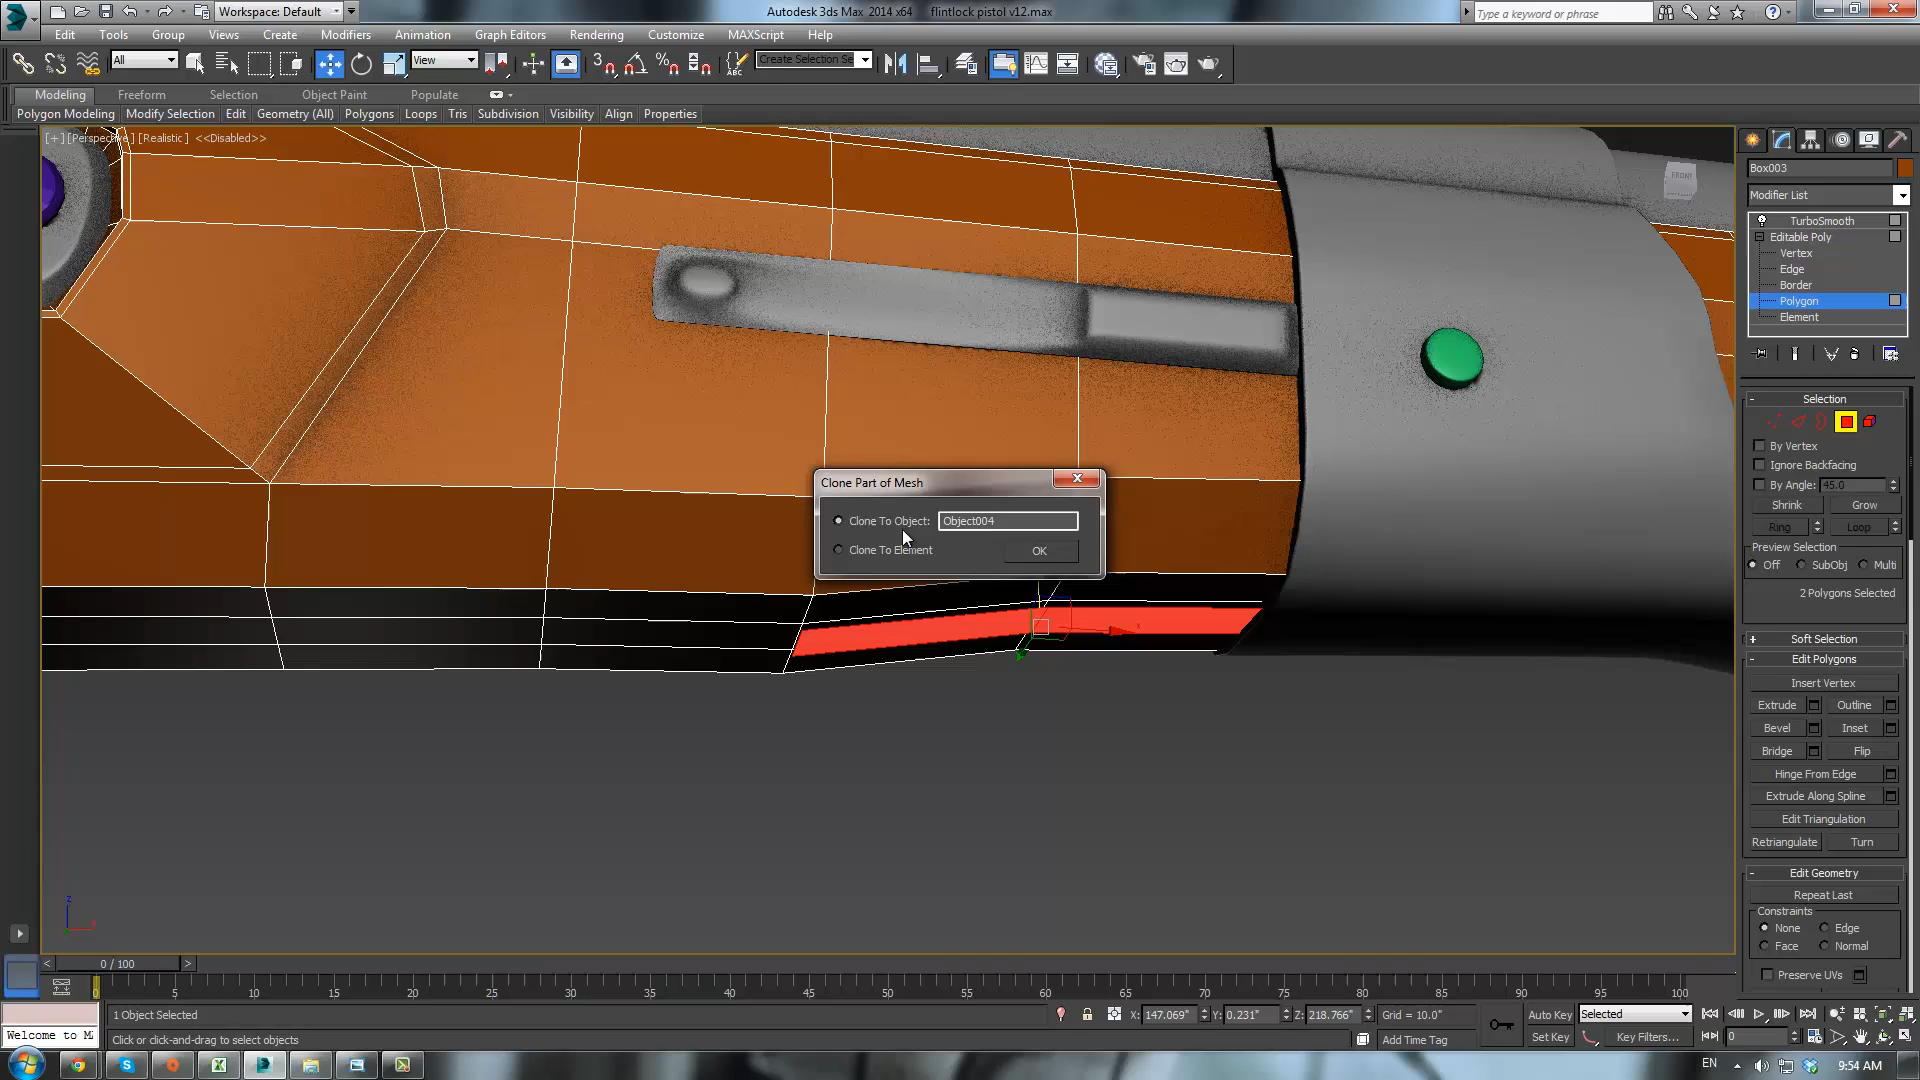 Workspace: Default
Autodesk 3ds Max 2014 x64    flintlock pistol v12.max
Type a keyword or phrase
Edit Tools Group Views Create Modifiers Animation Graph Editors Rendering Customize MAXScript Help
All View Create Selection Se
Modeling Freeform Selection Object Paint Populate
Polygon Modeling Modify Selection Edit Geometry (All) Polygons Loops Tris Subdivision Visibility Align Properties
[+] [Perspective] [Realistic] <<Disabled>>
FRONT
Box003
Modifier List
TurboSmooth
Editable Poly
Vertex
Edge
Border
Polygon
Element
Selection
By Vertex
Ignore Backfacing
By Angle: 45.0
Shrink Grow
Ring Loop
Preview Selection
Off SubObj Multi
2 Polygons Selected
Soft Selection
Edit Polygons
Insert Vertex
Extrude Outline
Bevel Inset
Bridge Flip
Hinge From Edge
Extrude Along Spline
Edit Triangulation
Retriangulate Turn
Edit Geometry
Repeat Last
Constraints
None Edge
Face Normal
Preserve UVs
Clone Part of Mesh
Clone To Object: Object004
Clone To Element OK
z
x
0 / 100
0 5 10 15 20 25 30 35 40 45 50 55 60 65 70 75 80 85 90 95 100
1 Object Selected X: 147.069" Y: 0.231" Z: 218.766" Grid = 10.0" Auto Key Selected
Welcome to M
Click or click-and-drag to select objects Add Time Tag Set Key Key Filters... 0
EN 9:54 AM